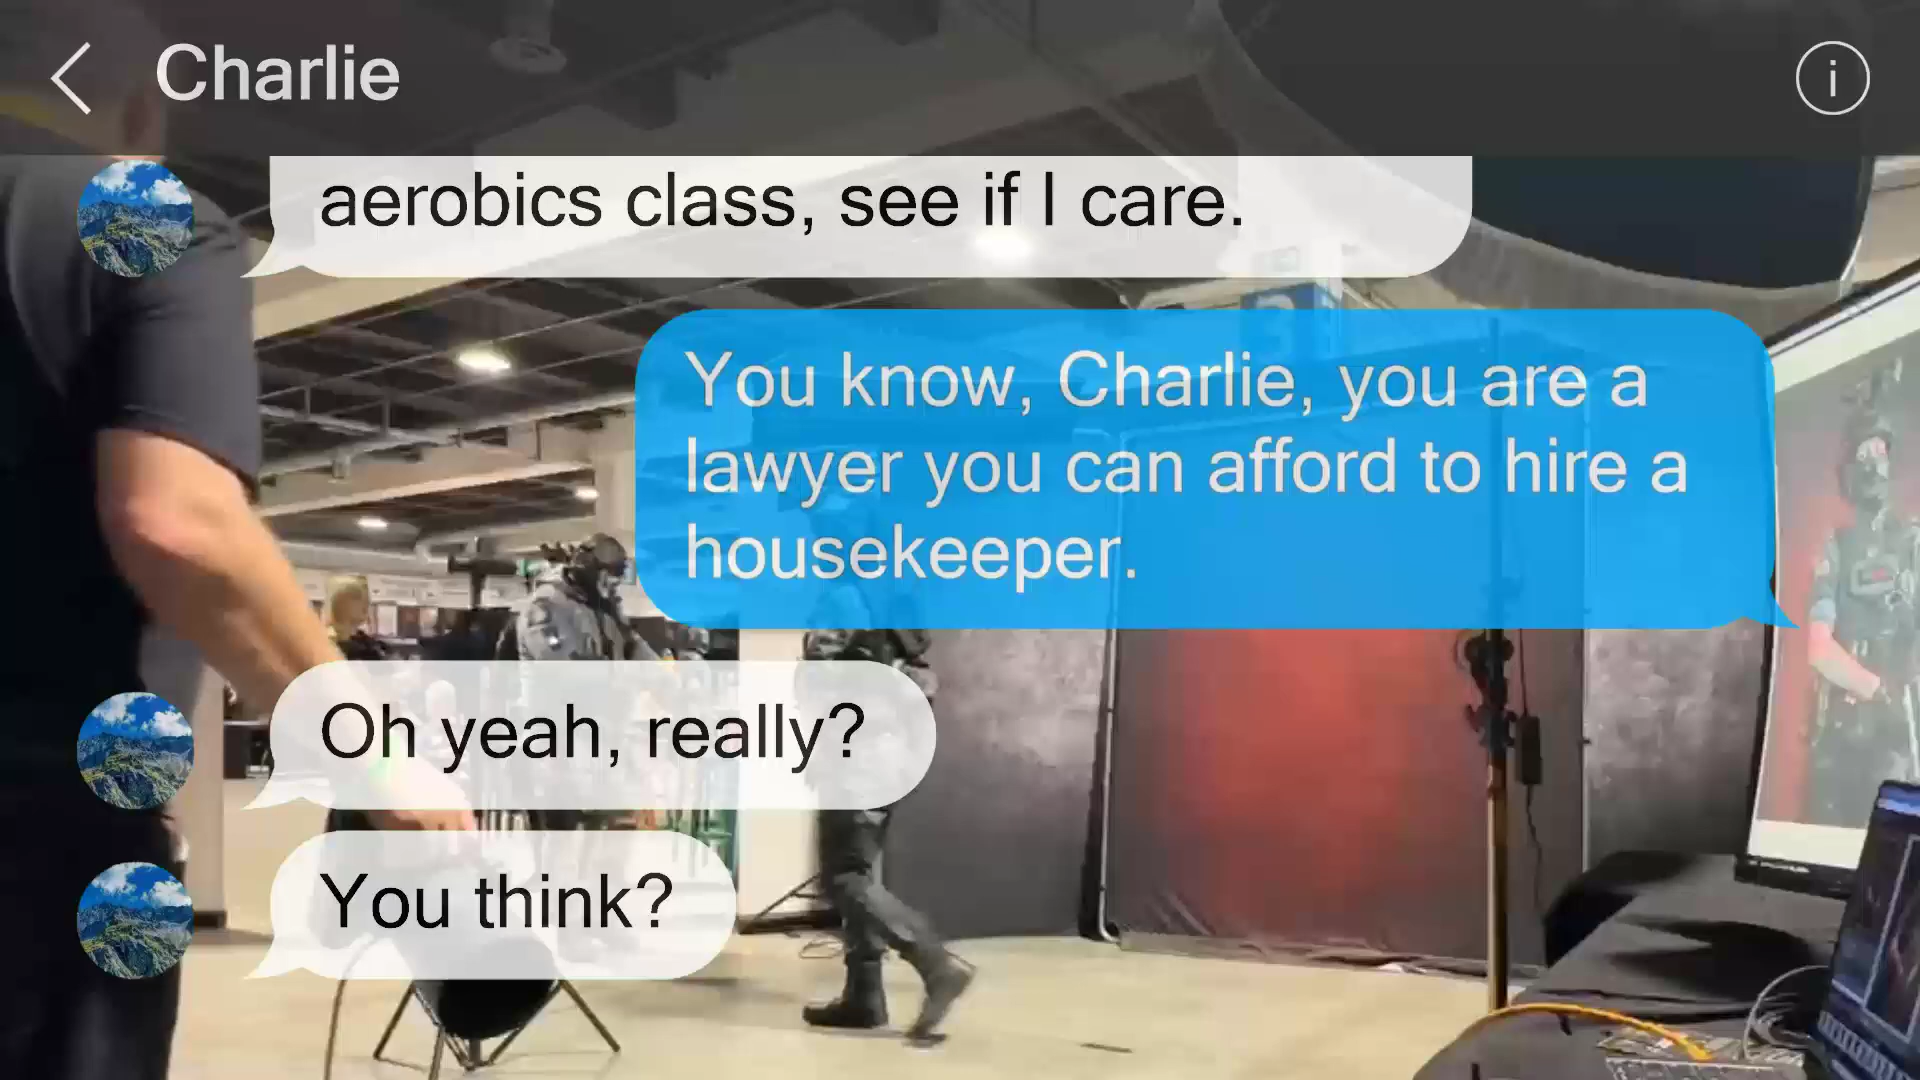 Charlie
aerobics class, see if I care.
You know, Charlie, you are a
lawyer you can afford to hire a
housekeeper.
Oh yeah, really?
You think?